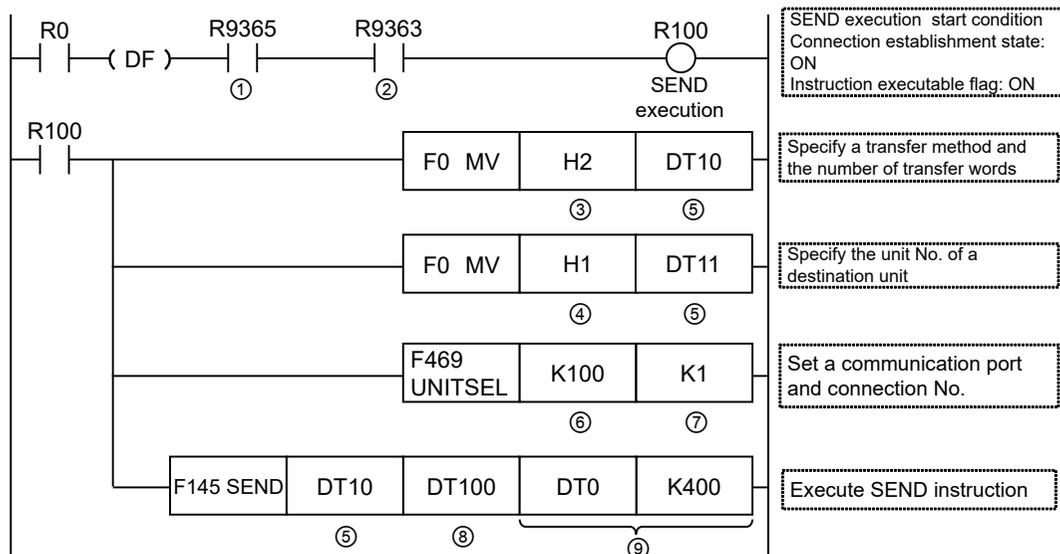 R0
R9365
R9363
R100
( DF )
①
②
SEND
execution
SEND execution start condition
Connection establishment state:
ON
Instruction executable flag: ON
R100
F0 MV
H2
DT10
③
⑤
Specify a transfer method and
the number of transfer words
F0 MV
H1
DT11
④
⑤
Specify the unit No. of a
destination unit
F469
UNITSEL
K100
K1
⑥
⑦
Set a communication port
and connection No.
F145 SEND
DT10
DT100
DT0
K400
⑤
⑧
⑨
Execute SEND instruction